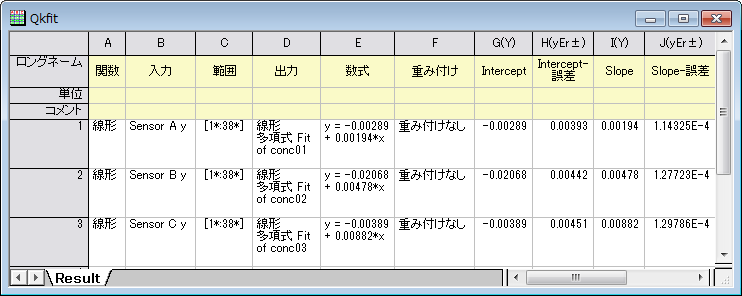 Qkfit
A B C D E F G(Y) H(yEr±) I(Y) J(yEr±)
ロングネーム 関数 入力 範囲 出力 数式 重み付け Intercept Intercept-誤差 Slope Slope-誤差
単位
コメント
1 線形 Sensor A y [1*:38*] 線形 y = -0.00289 重み付けなし -0.00289 0.00393 0.00194 1.14325E-4
多項式 Fit + 0.00194*x
of conc01
2 線形 Sensor B y [1*:38*] 線形 y = -0.02068 重み付けなし -0.02068 0.00442 0.00478 1.27723E-4
多項式 Fit + 0.00478*x
of conc02
3 線形 Sensor C y [1*:38*] 線形 y = -0.00389 重み付けなし -0.00389 0.00451 0.00882 1.29786E-4
多項式 Fit + 0.00882*x
of conc03
Result